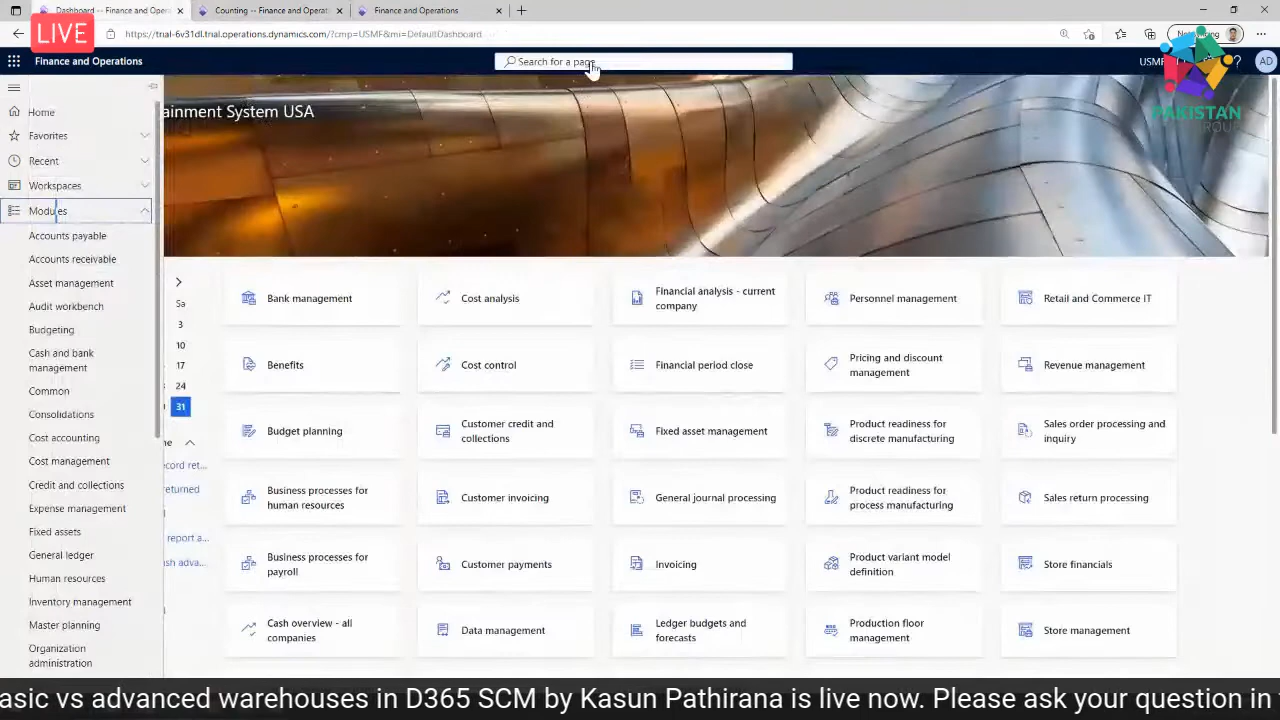 Dashboard -- Finance and Operati
Counting -- Finance and Operat
Finance and Operations
LIVE
https://trial-6v31dl.trial.operations.dynamics.com/?cmp=USMF&mi=DefaultDashboard
Finance and Operations
Search for a page
USMF
?
AD
PAKISTAN
GROUP
Home
ainment System USA
Favorites
Recent
Workspaces
Modules
Accounts payable
Accounts receivable
Asset management
Audit workbench
Budgeting
Cash and bank
management
Common
Consolidations
Cost accounting
Cost management
Credit and collections
Expense management
Fixed assets
General ledger
Human resources
Inventory management
Master planning
Organization
administration
Sa
3
10
17
24
31
ecord ret...
returned
report a...
ash adva...
Bank management
Cost analysis
Financial analysis - current
company
Personnel management
Retail and Commerce IT
Benefits
Cost control
Financial period close
Pricing and discount
management
Revenue management
Budget planning
Customer credit and
collections
Fixed asset management
Product readiness for
discrete manufacturing
Sales order processing and
inquiry
Business processes for
human resources
Customer invoicing
General journal processing
Product readiness for
process manufacturing
Sales return processing
Business processes for
payroll
Customer payments
Invoicing
Product variant model
definition
Store financials
Cash overview - all
companies
Data management
Ledger budgets and
forecasts
Production floor
management
Store management
asic vs advanced warehouses in D365 SCM by Kasun Pathirana is live now. Please ask your question in